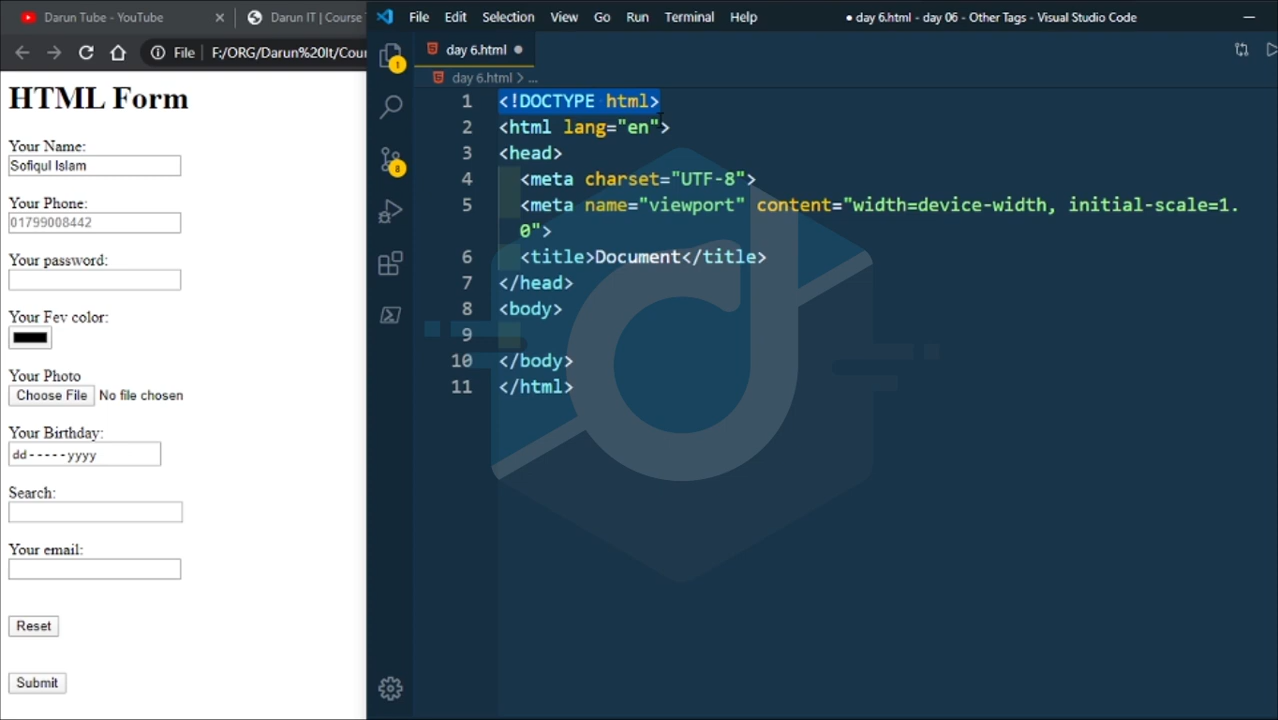 Darun Tube - YouTube
Darun IT | Course
File Edit Selection View Go Run Terminal Help
● day 6.html - day 06 - Other Tags - Visual Studio Code
File F:/ORG/Darun%20It/Cou
day 6.html
day 6.html > ...
HTML Form
Your Name:
Sofiqul Islam
Your Phone:
01799008442
Your password:
Your Fev color:
Your Photo
Choose File No file chosen
Your Birthday:
dd-----yyyy
Search:
Your email:
Reset
Submit
1
8
1 <!DOCTYPE html>
2 <html lang="en">
3 <head>
4 <meta charset="UTF-8">
5 <meta name="viewport" content="width=device-width, initial-scale=1.
0">
6 <title>Document</title>
7 </head>
8 <body>
9
10 </body>
11 </html>